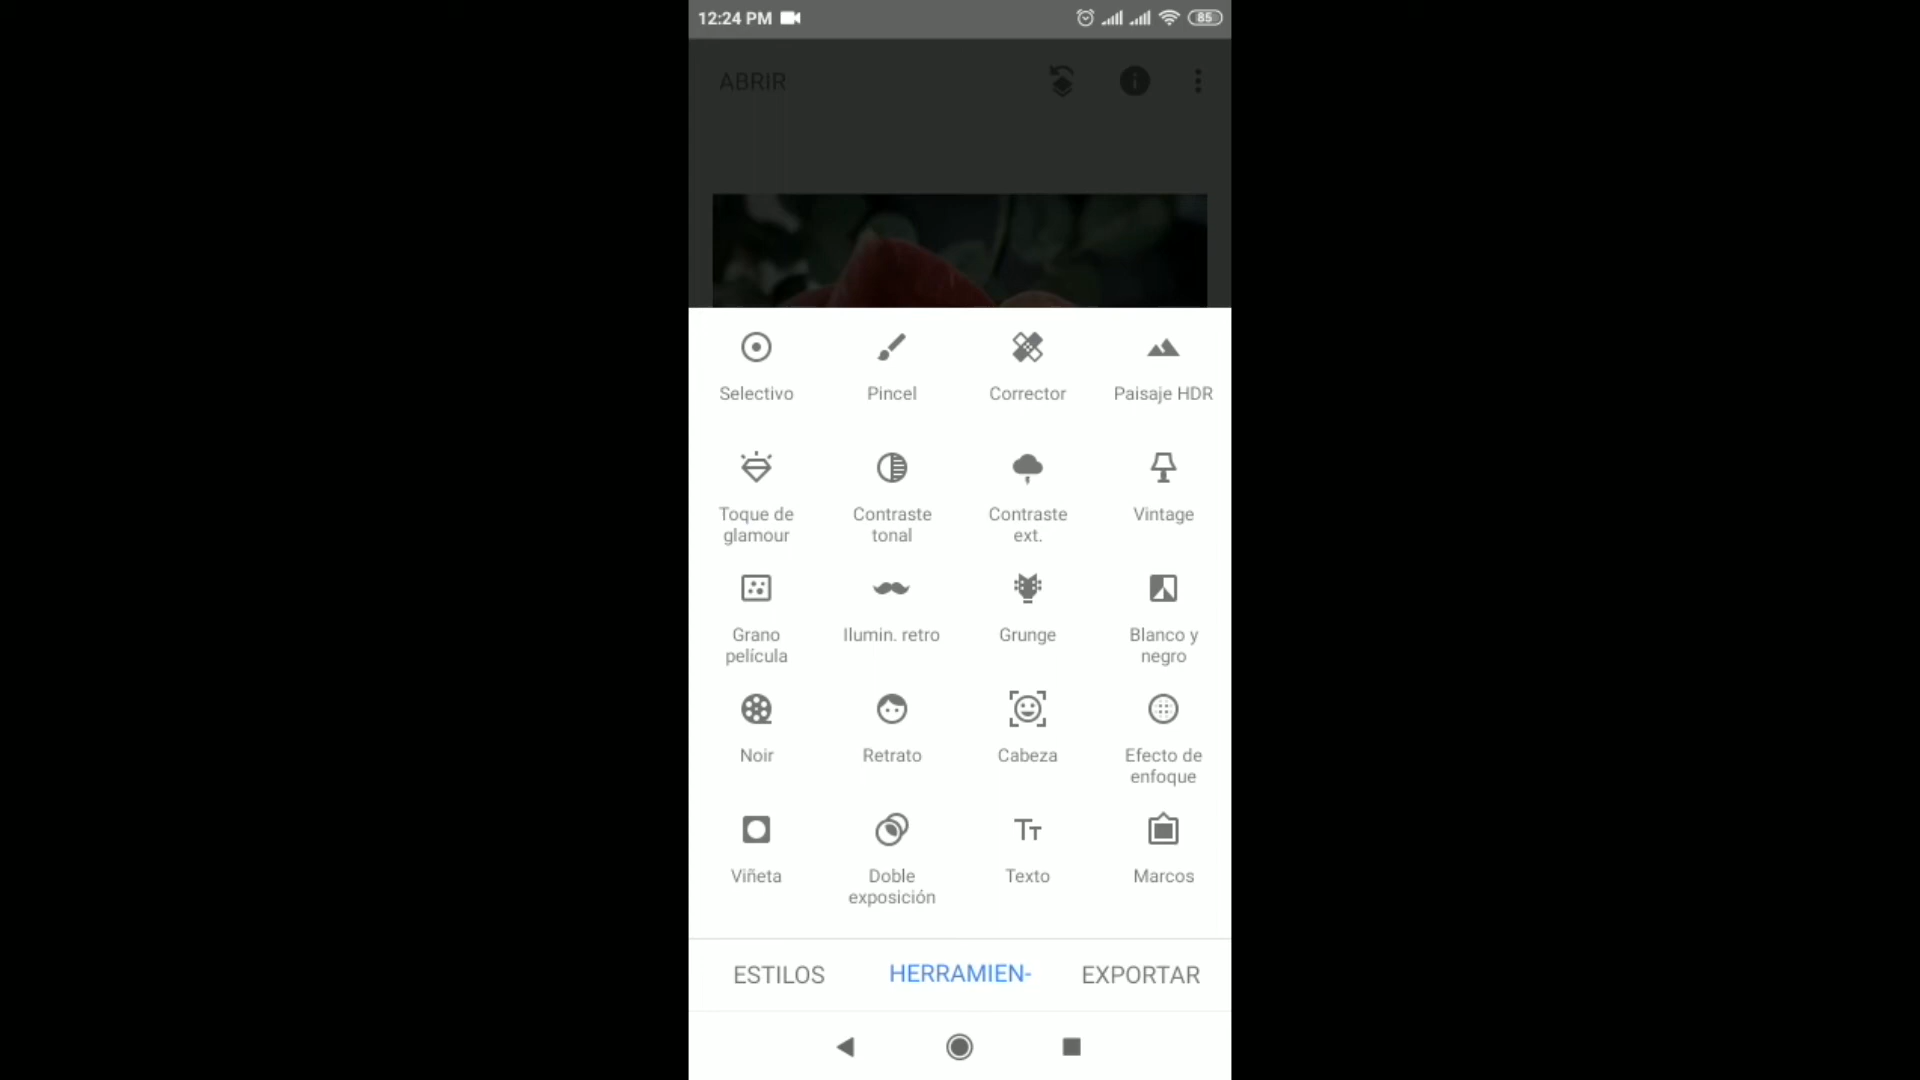 12:24 PM
85
ABRIR
Selectivo
Pincel
Corrector
Paisaje HDR
Toque de
glamour
Contraste
tonal
Contraste
ext.
Vintage
Grano
película
Ilumin. retro
Grunge
Blanco y
negro
Noir
Retrato
Cabeza
Efecto de
enfoque
Viñeta
Doble
exposición
Texto
Marcos
ESTILOS
HERRAMIEN-
EXPORTAR